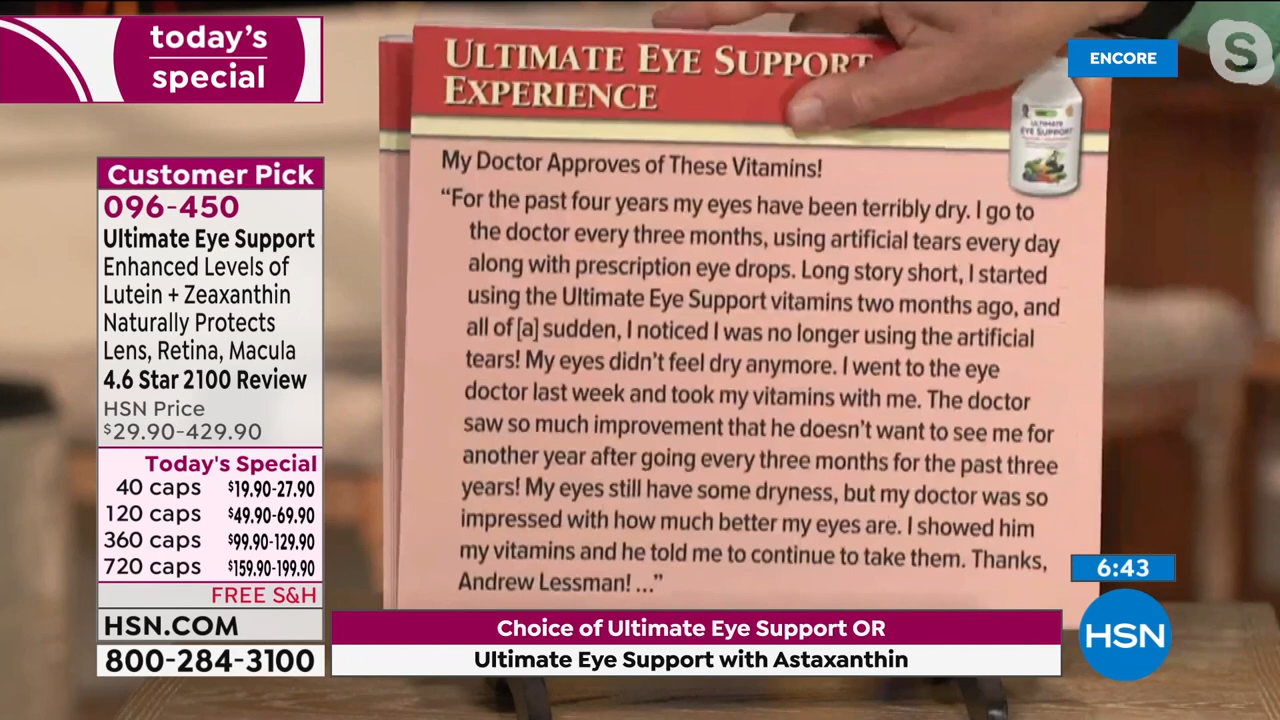 today's
special
ENCORE
S
Customer Pick
096-450
Ultimate Eye Support
Enhanced Levels of
Lutein + Zeaxanthin
Naturally Protects
Lens, Retina, Macula
4.6 Star 2100 Review
HSN Price
$29.90-429.90
Today's Special
40 caps $19.90-27.90
120 caps $49.90-69.90
360 caps $99.90-129.90
720 caps $159.90-199.90
FREE S&H
HSN.COM
800-284-3100
ULTIMATE EYE SUPPORT
EXPERIENCE
ULTIMATE
EYE SUPPORT
My Doctor Approves of These Vitamins!
“For the past four years my eyes have been terribly dry. I go to
the doctor every three months, using artificial tears every day
along with prescription eye drops. Long story short, I started
using the Ultimate Eye Support vitamins two months ago, and
all of [a] sudden, I noticed I was no longer using the artificial
tears! My eyes didn't feel dry anymore. I went to the eye
doctor last week and took my vitamins with me. The doctor
saw so much improvement that he doesn't want to see me for
another year after going every three months for the past three
years! My eyes still have some dryness, but my doctor was so
impressed with how much better my eyes are. I showed him
my vitamins and he told me to continue to take them. Thanks,
Andrew Lessman! ...”
6:43
HSN
Choice of Ultimate Eye Support OR
Ultimate Eye Support with Astaxanthin